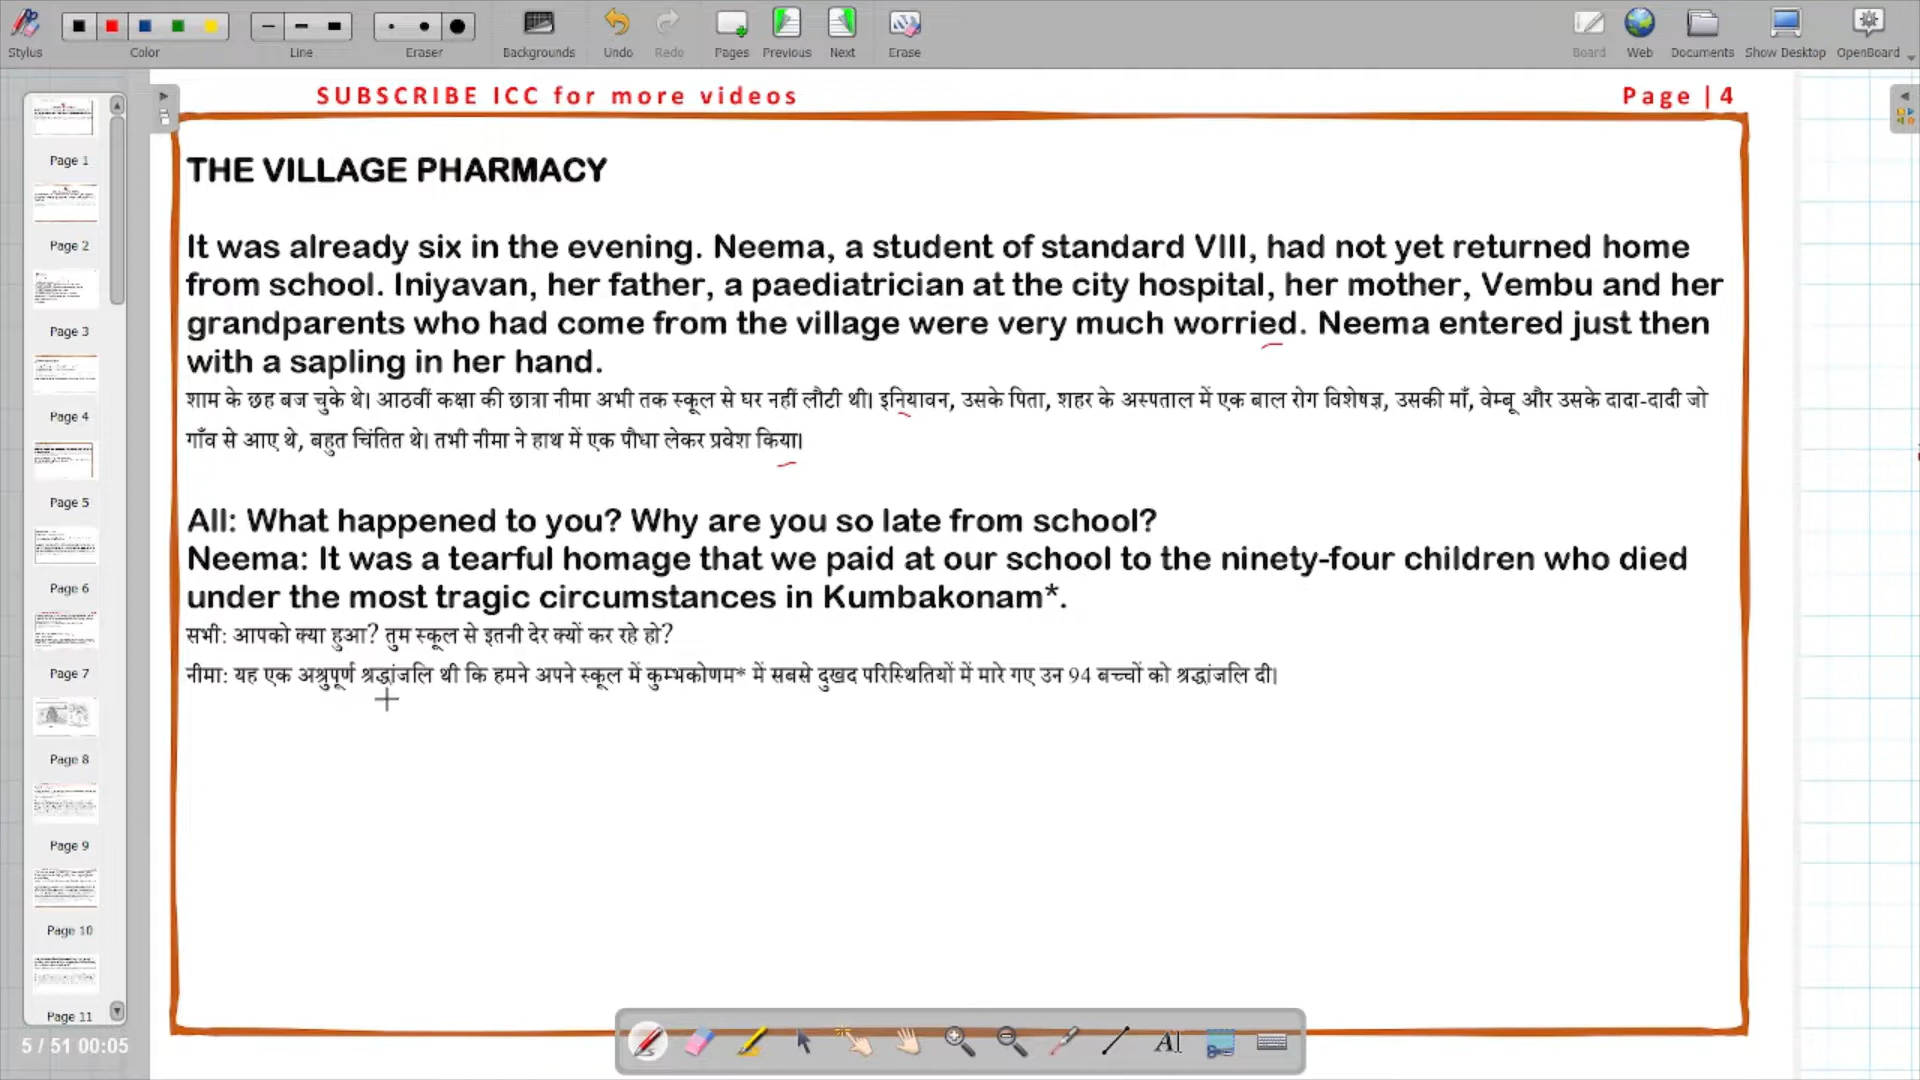 Stylus
Color
Line
Eraser
Backgrounds
Undo
Redo
Pages
Previous
Next
Erase
Board
Web
Documents
Show Desktop
OpenBoard
SUBSCRIBE ICC for more videos
Page | 4
THE VILLAGE PHARMACY
It was already six in the evening. Neema, a student of standard VIII, had not yet returned home
from school. Iniyavan, her father, a paediatrician at the city hospital, her mother, Vembu and her
grandparents who had come from the village were very much worried. Neema entered just then
with a sapling in her hand.
शाम के छह बज चुके थे। आठवीं कक्षा की छात्रा नीमा अभी तक स्कूल से घर नहीं लौटी थी। इनियावन, उसके पिता, शहर के अस्पताल में एक बाल रोग विशेषज्ञ, उसकी माँ, वेम्बू और उसके दादा-दादी जो
गाँव से आए थे, बहुत चिंतित थे। तभी नीमा ने हाथ में एक पौधा लेकर प्रवेश किया।
All: What happened to you? Why are you so late from school?
Neema: It was a tearful homage that we paid at our school to the ninety-four children who died
under the most tragic circumstances in Kumbakonam*.
सभी: आपको क्या हुआ? तुम स्कूल से इतनी देर क्यों कर रहे हो?
नीमा: यह एक अश्रुपूर्ण श्रद्धांजलि थी कि हमने अपने स्कूल में कुम्भकोणम* में सबसे दुखद परिस्थितियों में मारे गए उन 94 बच्चों को श्रद्धांजलि दी।
Page 1
Page 2
Page 3
Page 4
Page 5
Page 6
Page 7
Page 8
Page 9
Page 10
Page 11
5 / 51 00:05